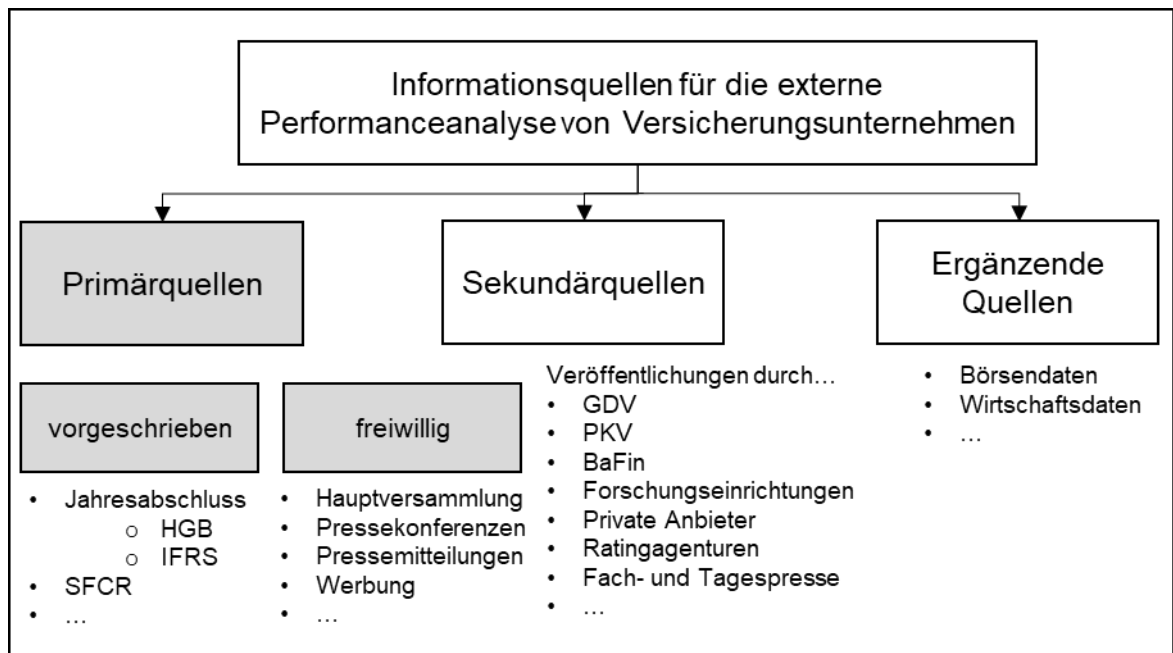 Informationsquellen für die externe
Performanceanalyse von Versicherungsunternehmen
Primärquellen
Sekundärquellen
Ergänzende
Quellen
vorgeschrieben
freiwillig
• Jahresabschluss
o HGB
o IFRS
• SFCR
• …
• Hauptversammlung
• Pressekonferenzen
• Pressemitteilungen
• Werbung
• …
Veröffentlichungen durch…
• GDV
• PKV
• BaFin
• Forschungseinrichtungen
• Private Anbieter
• Ratingagenturen
• Fach- und Tagespresse
• …
• Börsendaten
• Wirtschaftsdaten
• …